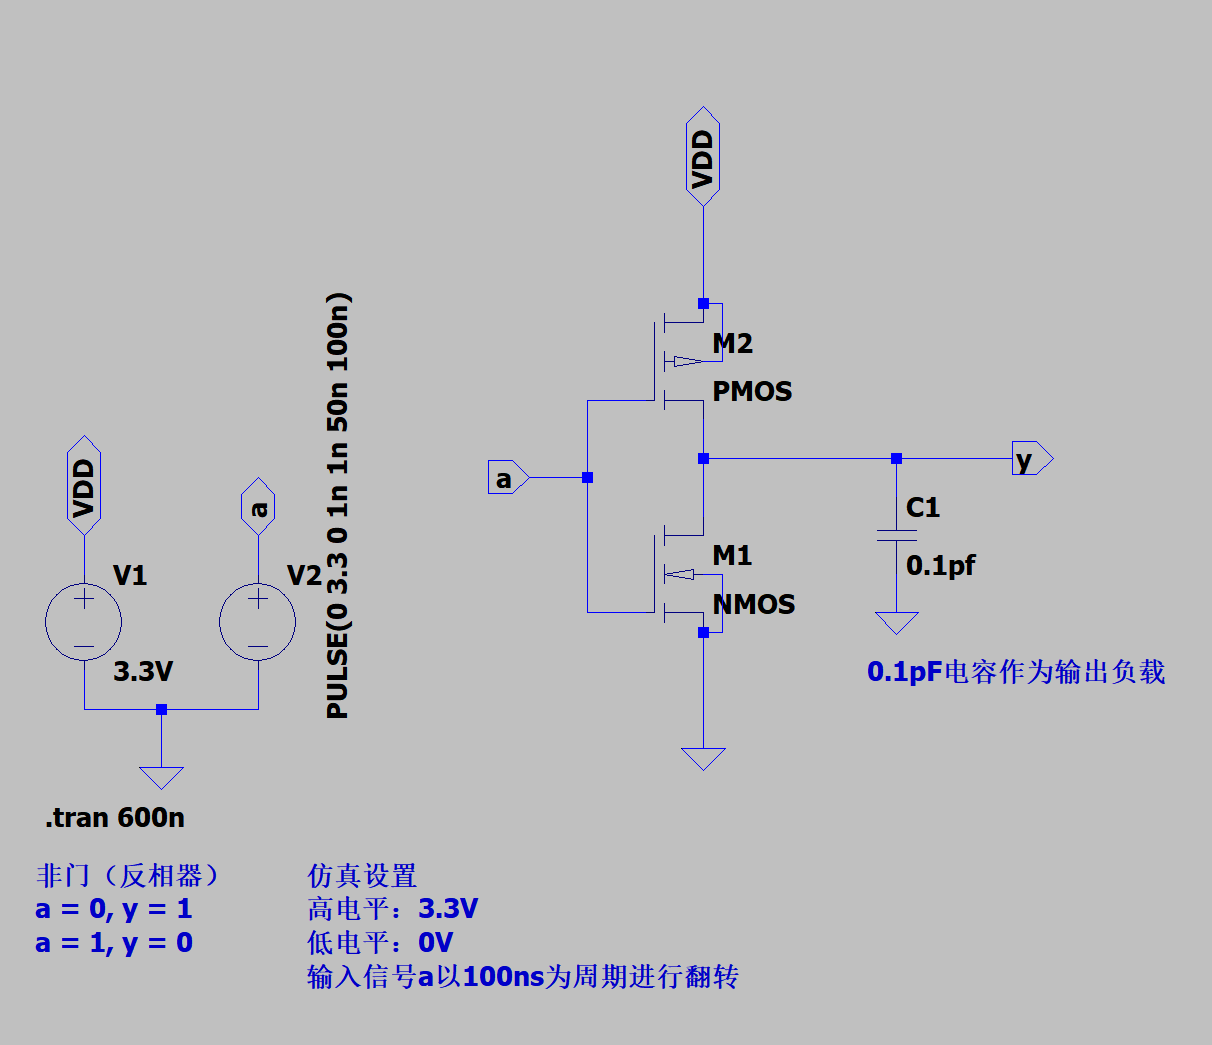 VDD
M2
PMOS
a
y
C1
0.1pf
M1
NMOS
0.1pF电容作为输出负载
VDD
V1
3.3V
a
V2
PULSE(0 3.3 0 1n 1n 50n 100n)
.tran 600n
非门（反相器）
a = 0, y = 1
a = 1, y = 0
仿真设置
高电平：3.3V
低电平：0V
输入信号a以100ns为周期进行翻转